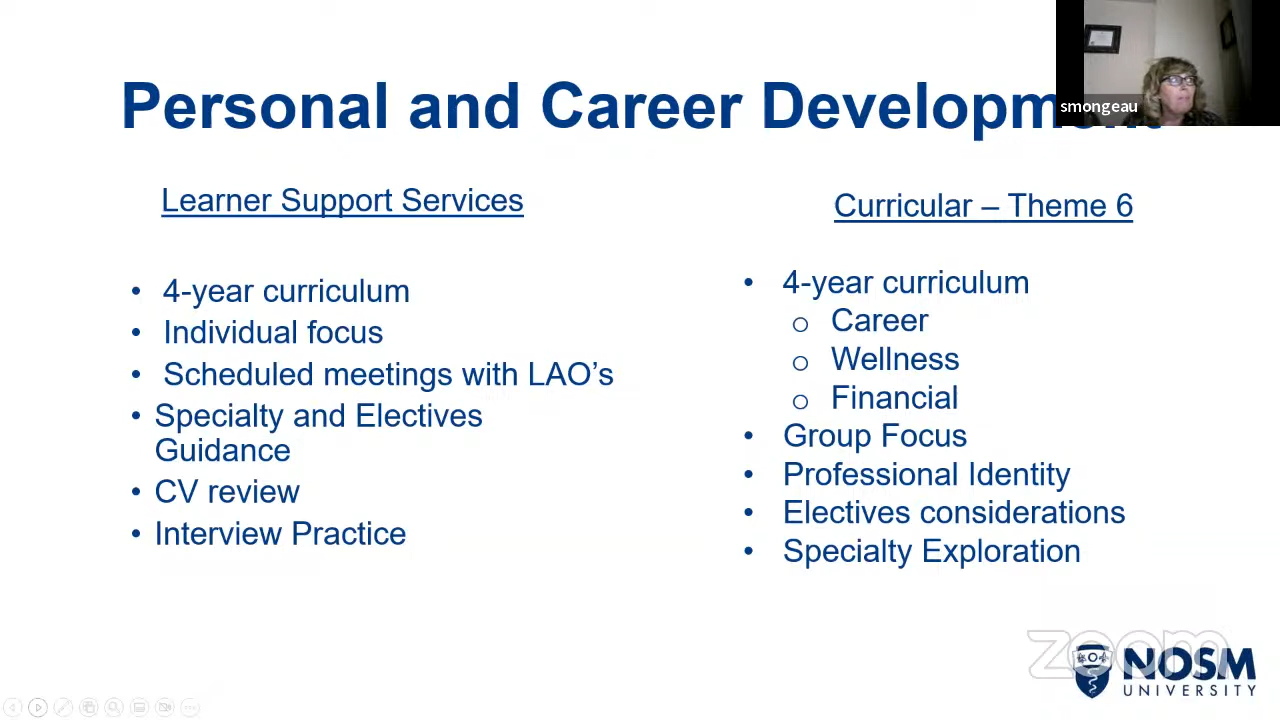 Personal and Career Development
smongeau
Learner Support Services
• 4-year curriculum
• Individual focus
• Scheduled meetings with LAO’s
• Specialty and Electives
Guidance
• CV review
• Interview Practice
Curricular – Theme 6
• 4-year curriculum
o Career
o Wellness
o Financial
• Group Focus
• Professional Identity
• Electives considerations
• Specialty Exploration
zoom
NOSM
UNIVERSITY